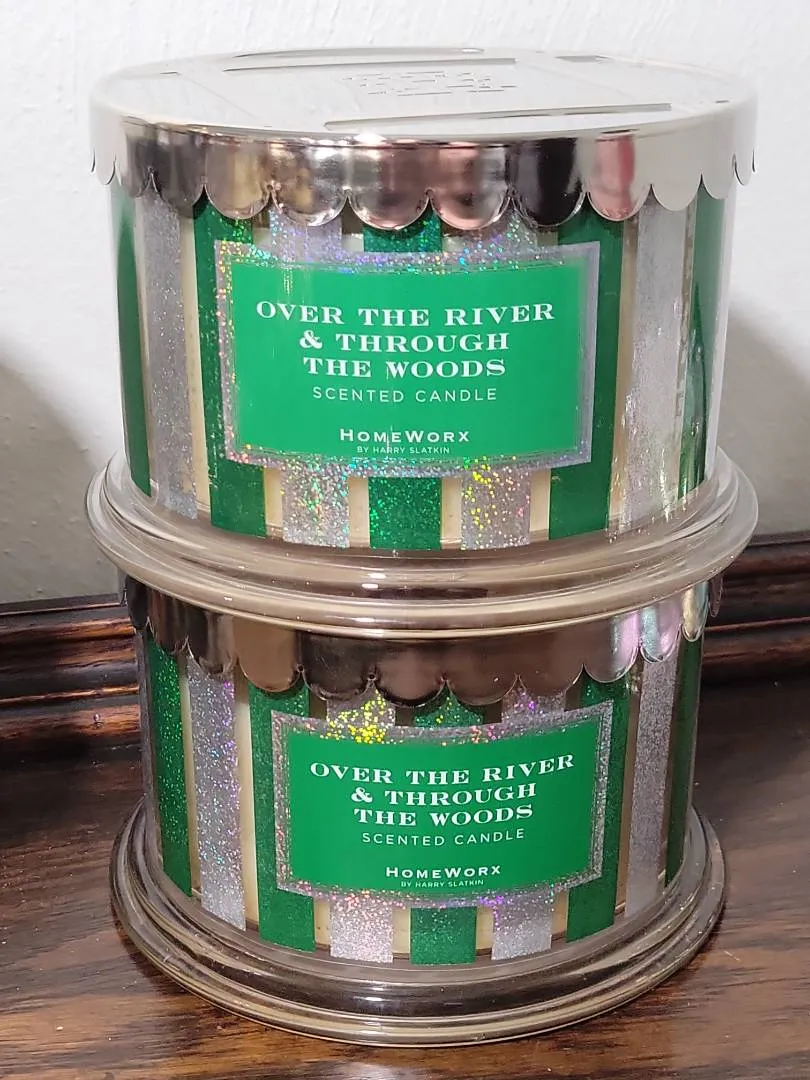 OVER THE RIVER
& THROUGH
THE WOODS
SCENTED CANDLE
HOMEWORX
BY HARRY SLATKIN
OVER THE RIVER
& THROUGH
THE WOODS
SCENTED CANDLE
HOMEWORX
BY HARRY SLATKIN